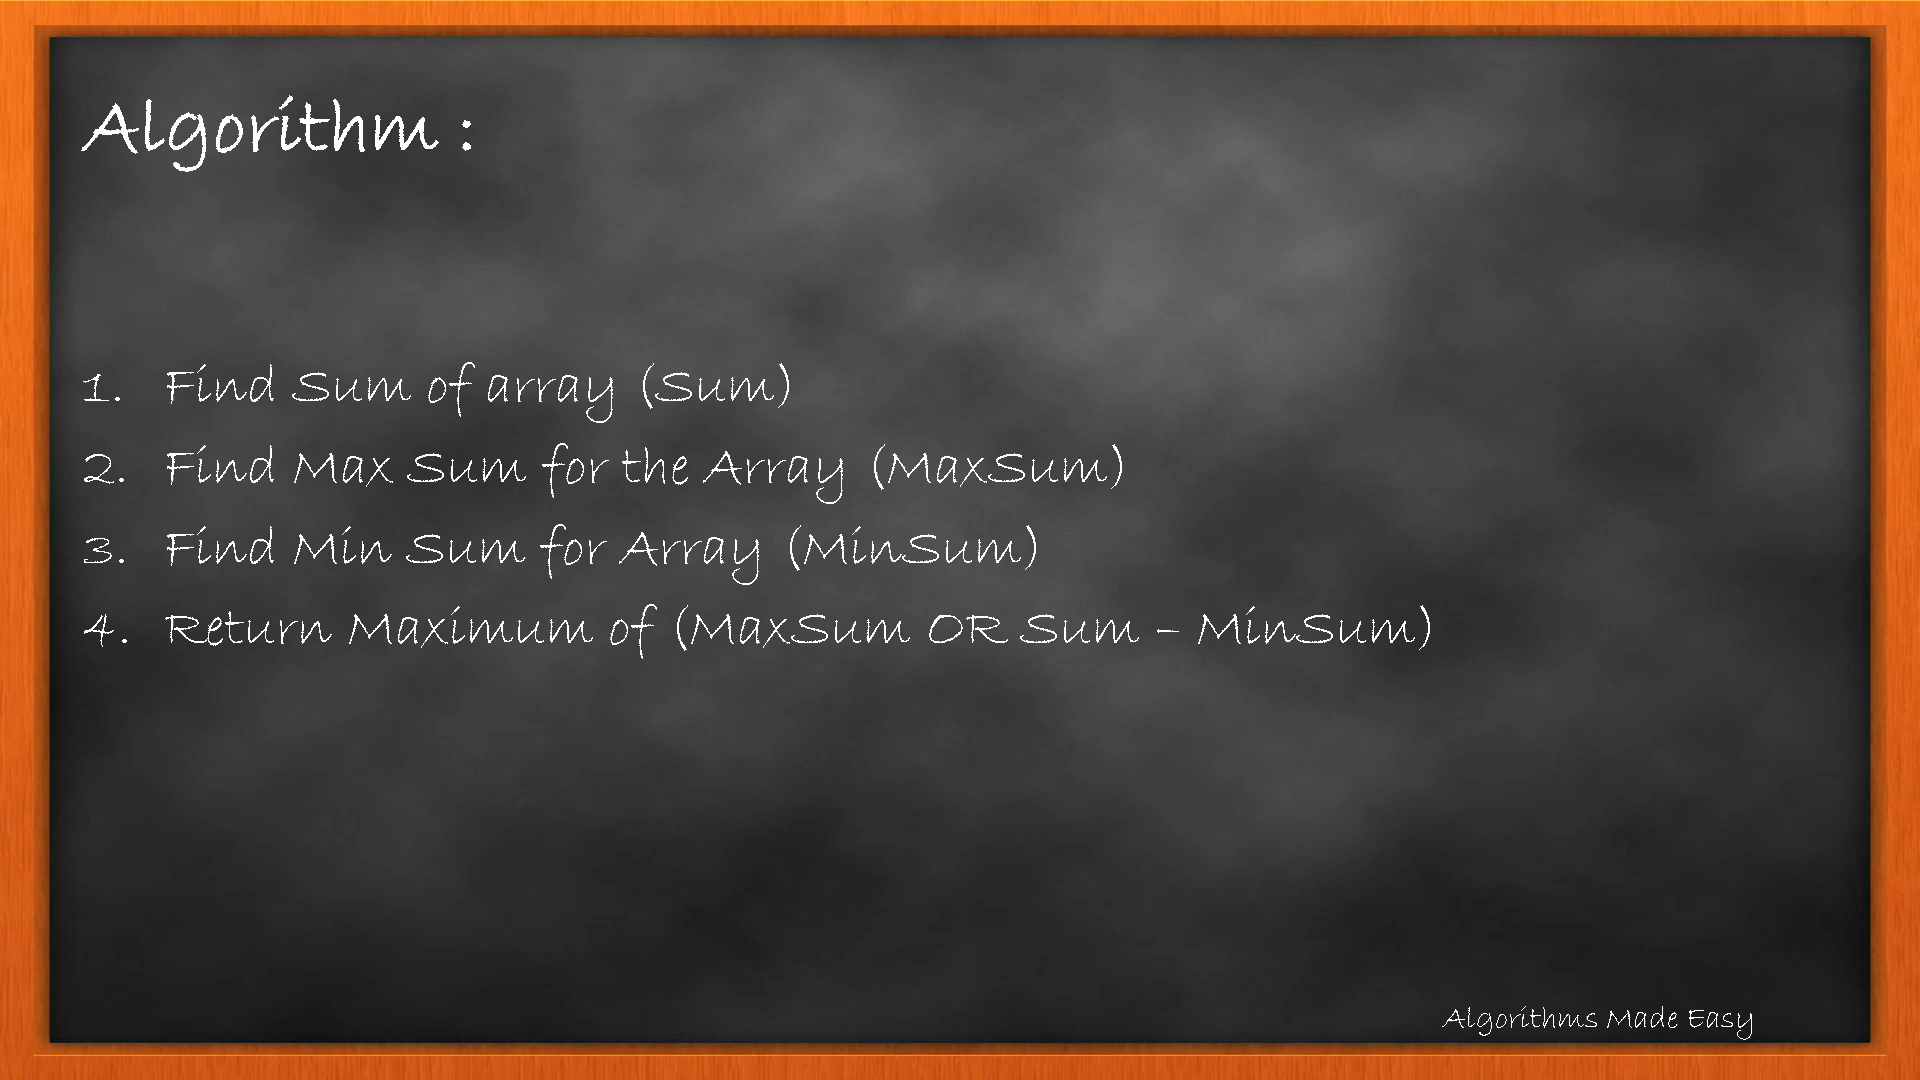 Algorithm :
1. Find Sum of array (Sum)
2. Find Max Sum for the Array (MaxSum)
3. Find Min Sum for Array (MinSum)
4. Return Maximum of (MaxSum OR Sum – MinSum)
Algorithms Made Easy